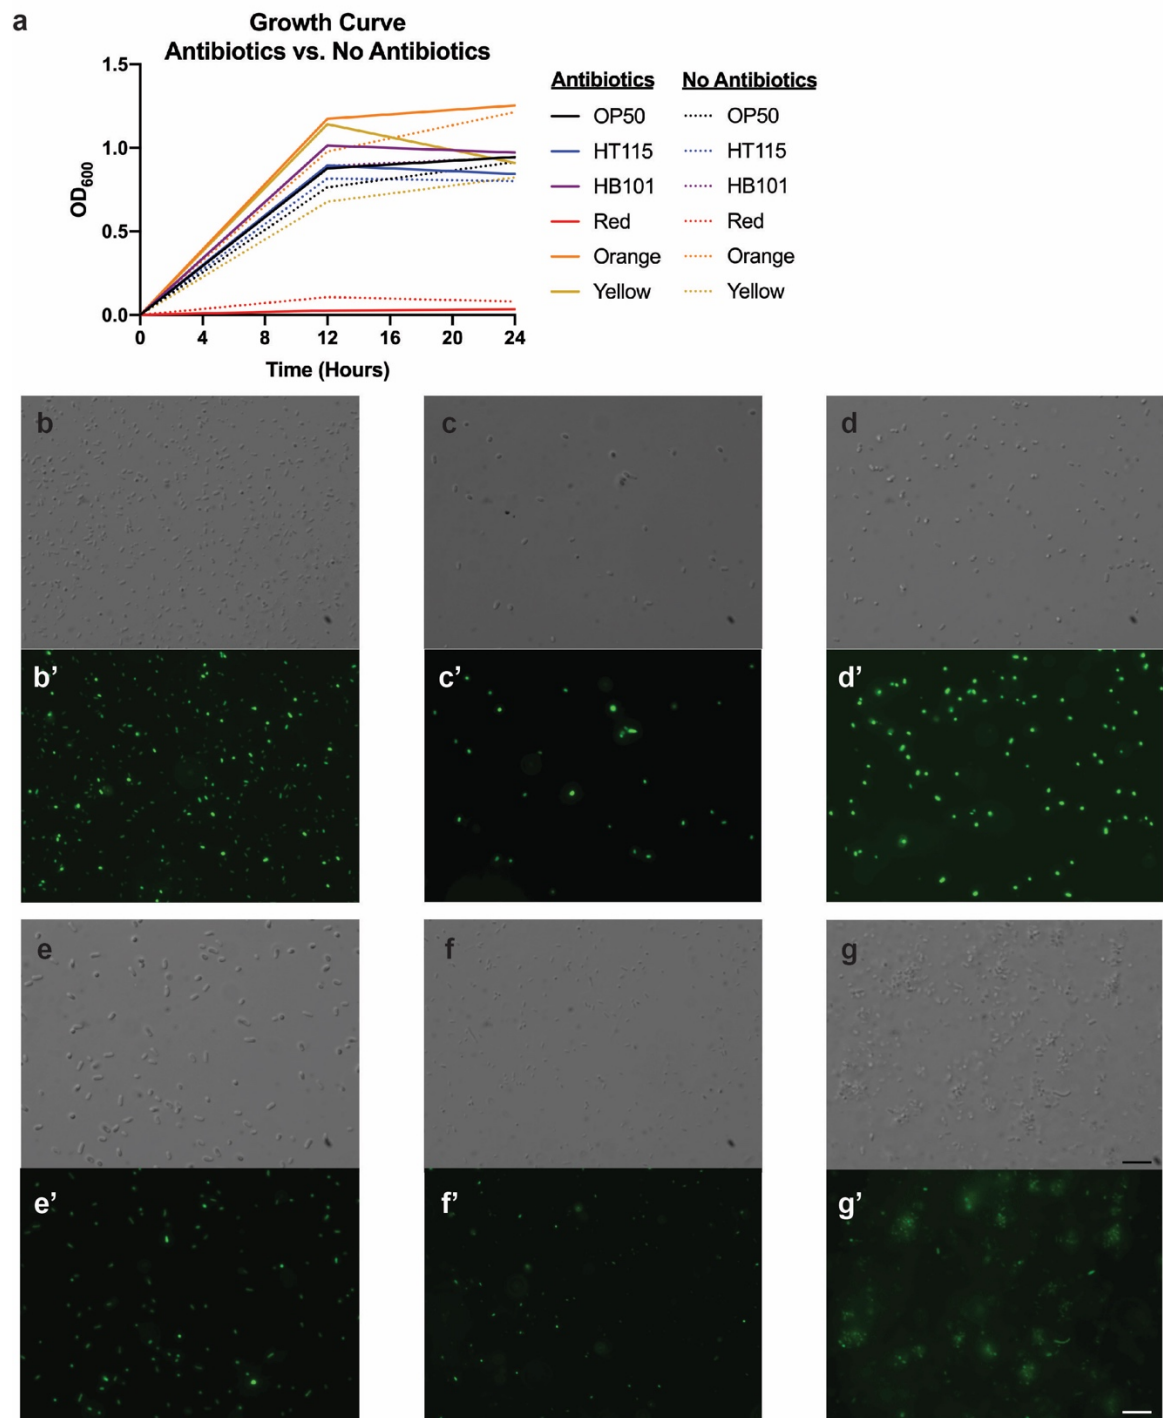 a
Growth Curve
Antibiotics vs. No Antibiotics
1.5
1.0
0.5
0.0
OD600
0 4 8 12 16 20 24
Time (Hours)
Antibiotics No Antibiotics
OP50 OP50
HT115 HT115
HB101 HB101
Red Red
Orange Orange
Yellow Yellow
b c d
b’ c’ d’
e f g
e’ f’ g’